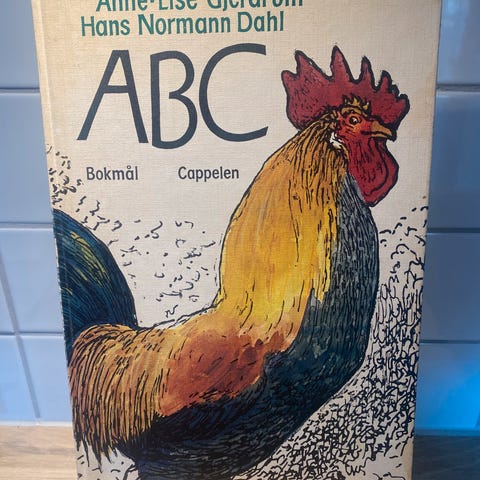 Anne-Lise Gjerdrum
Hans Normann Dahl
ABC
Bokmål Cappelen